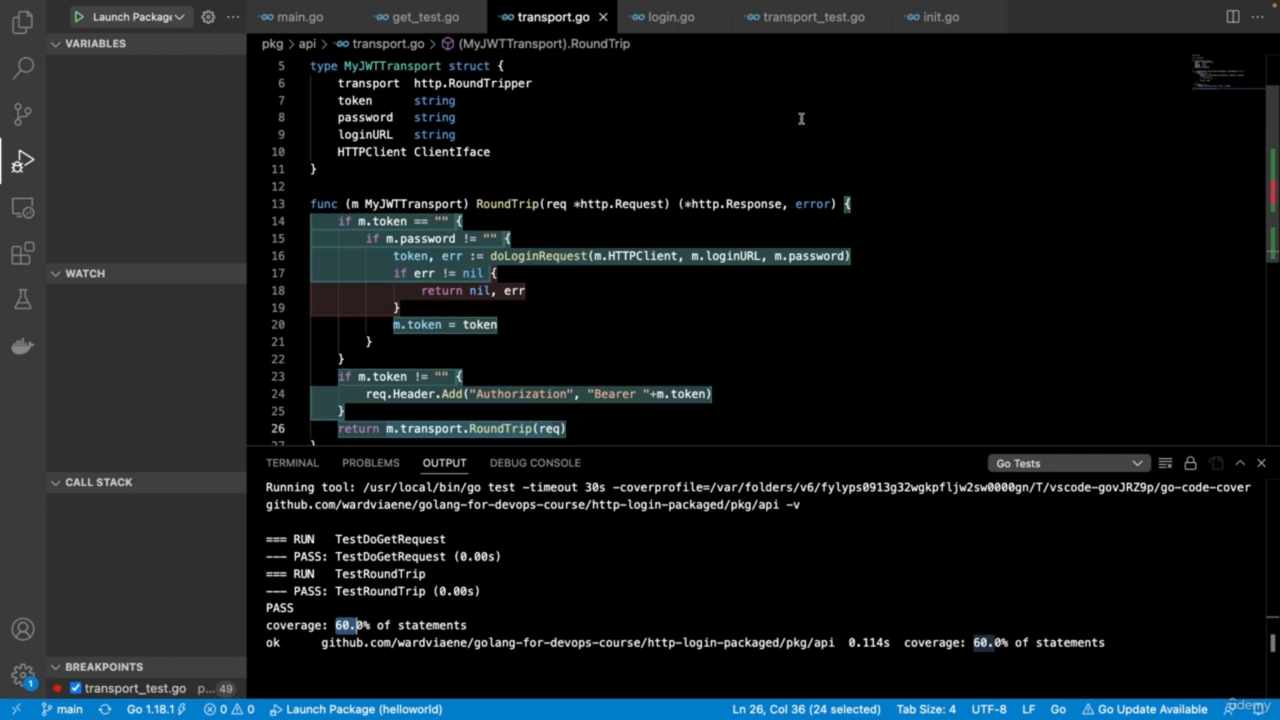 Launch Package
main.go
get_test.go
transport.go
login.go
transport_test.go
init.go
VARIABLES
pkg > api > transport.go > (MyJWTTransport).RoundTrip
5 type MyJWTTransport struct {
6 transport http.RoundTripper
7 token string
8 password string
9 loginURL string
10 HTTPClient ClientIface
11 }
12
13 func (m MyJWTTransport) RoundTrip(req *http.Request) (*http.Response, error) {
14 if m.token == "" {
15 if m.password != "" {
16 token, err := doLoginRequest(m.HTTPClient, m.loginURL, m.password)
17 if err != nil {
18 return nil, err
19 }
20 m.token = token
21 }
22 }
23 if m.token != "" {
24 req.Header.Add("Authorization", "Bearer "+m.token)
25 }
26 return m.transport.RoundTrip(req)
27 }
WATCH
CALL STACK
BREAKPOINTS
transport_test.go p... 49
TERMINAL PROBLEMS OUTPUT DEBUG CONSOLE
Go Tests
Running tool: /usr/local/bin/go test -timeout 30s -coverprofile=/var/folders/v6/fylyps0913g32wgkpfljw2sw0000gn/T/vscode-govJRZ9p/go-code-cover
github.com/wardviaene/golang-for-devops-course/http-login-packaged/pkg/api -v
=== RUN TestDoGetRequest
--- PASS: TestDoGetRequest (0.00s)
=== RUN TestRoundTrip
--- PASS: TestRoundTrip (0.00s)
PASS
coverage: 60.0% of statements
ok github.com/wardviaene/golang-for-devops-course/http-login-packaged/pkg/api 0.114s coverage: 60.0% of statements
1
main
Go 1.18.1
0 0
Launch Package (helloworld)
Ln 26, Col 36 (24 selected)
Tab Size: 4
UTF-8
LF
Go
Go Update Available
udemy